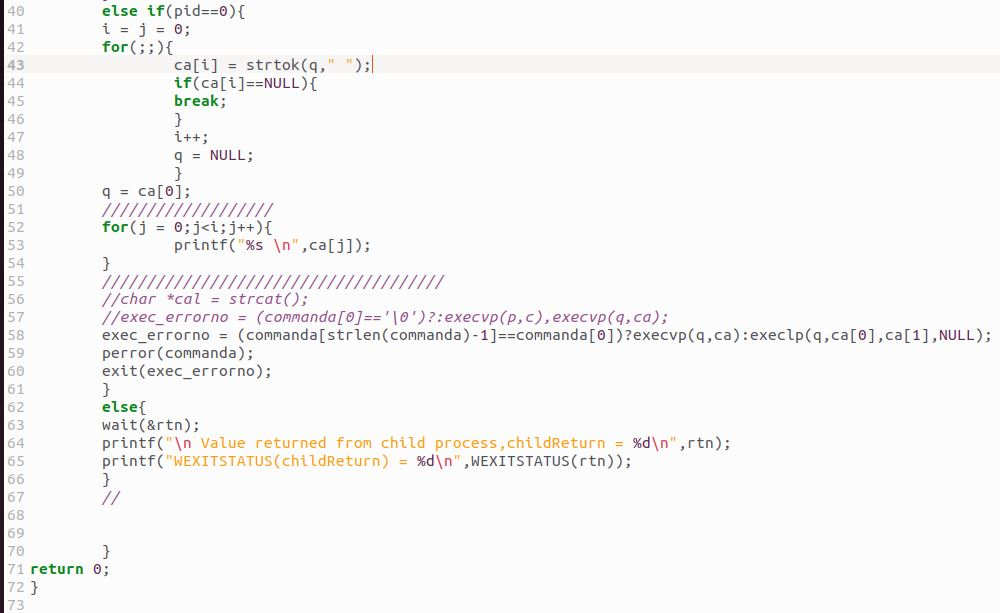 40 else if(pid==0){
41 i = j = 0;
42 for(;;){
43 ca[i] = strtok(q," ");
44 if(ca[i]==NULL){
45 break;
46 }
47 i++;
48 q = NULL;
49 }
50 q = ca[0];
51 ///////////////////
52 for(j = 0;j<i;j++){
53 printf("%s \n",ca[j]);
54 }
55 //////////////////////////////////////
56 //char *cal = strcat();
57 //exec_errorno = (commanda[0]=='\0')?:execvp(p,c),execvp(q,ca);
58 exec_errorno = (commanda[strlen(commanda)-1]==commanda[0])?execvp(q,ca):execlp(q,ca[0],ca[1],NULL);
59 perror(commanda);
60 exit(exec_errorno);
61 }
62 else{
63 wait(&rtn);
64 printf("\n Value returned from child process,childReturn = %d\n",rtn);
65 printf("WEXITSTATUS(childReturn) = %d\n",WEXITSTATUS(rtn));
66 }
67 //
68
69
70 }
71 return 0;
72 }
73